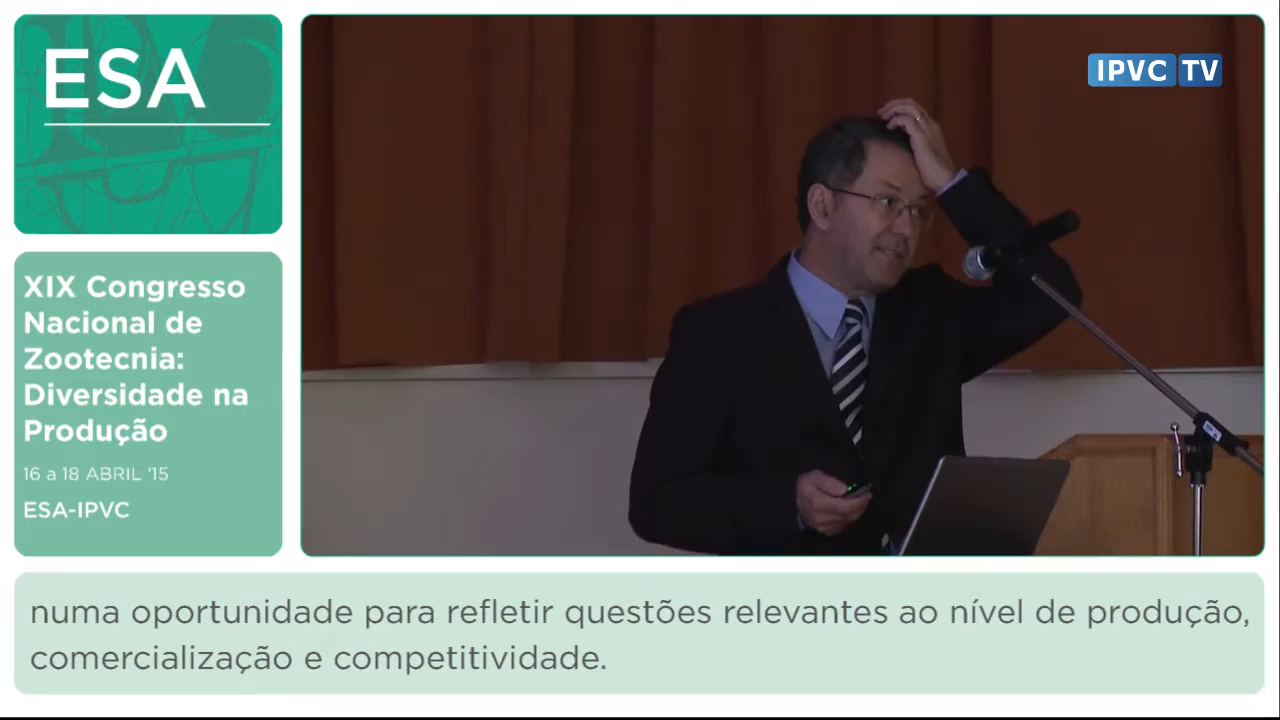 ESA
IPVC TV
XIX Congresso
Nacional de
Zootecnia:
Diversidade na
Produção
16 a 18 ABRIL '15
ESA-IPVC
numa oportunidade para refletir questões relevantes ao nível de produção,
comercialização e competitividade.